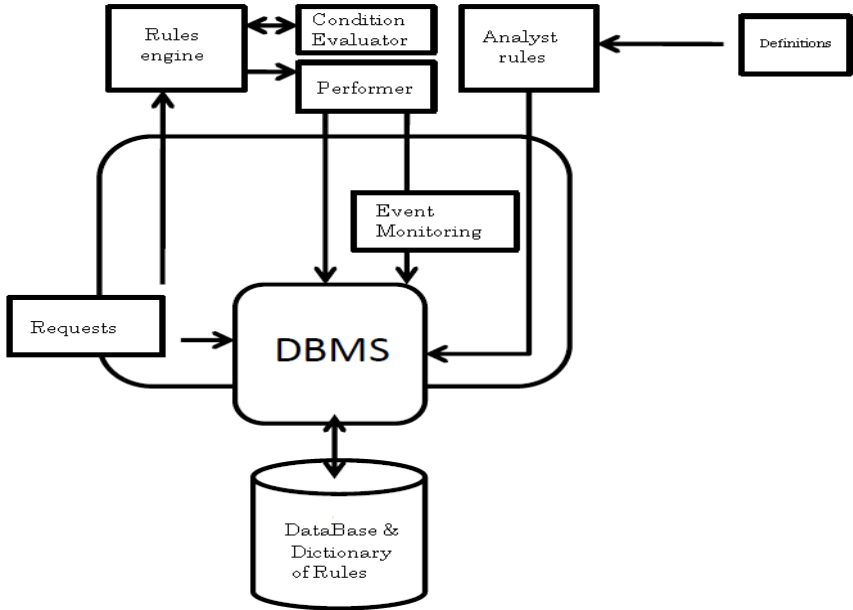 Rules
engine
Condition
Evaluator
Performer
Analyst
rules
Definitions
Event
Monitoring
Requests
DBMS
DataBase &
Dictionary
of Rules